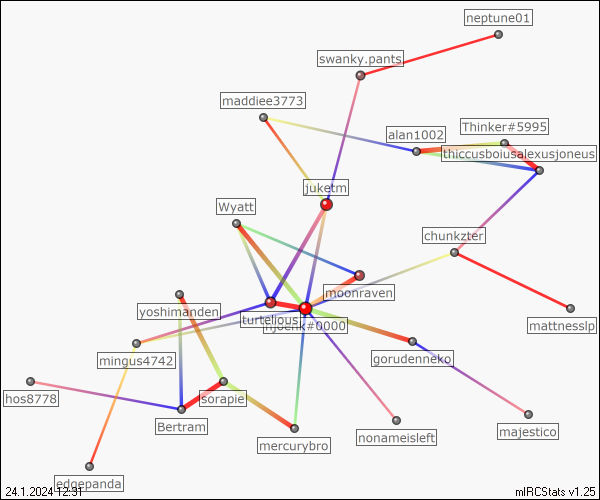 neptune01
swanky.pants
maddiee3773
Thinker#5995
alan1002
thiccusboiusalexusjoneus
juketm
Wyatt
chunkzter
moonraven
yoshimanden
turtelious
njoerik#0000
mattnesslp
mingus4742
gorudenneko
hos8778
sorapie
Bertram
majestico
mercurybro
nonameisleft
edgepanda
24.1.2024 12:31
mIRCStats v1.25